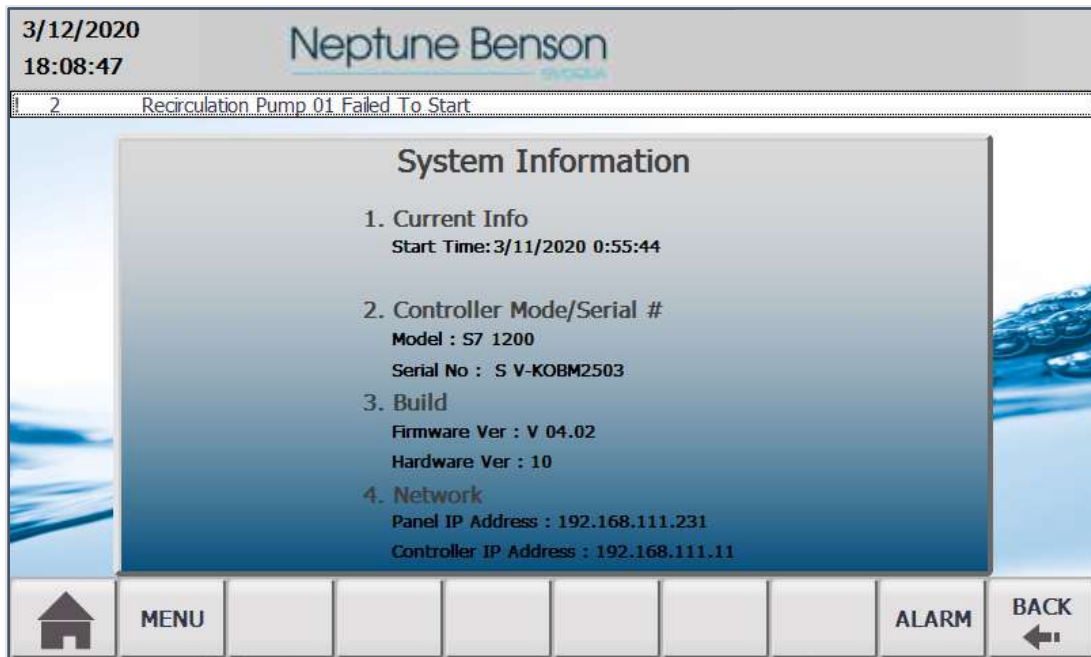 3/12/2020
18:08:47
Neptune Benson
EVOQUA
! 2 Recirculation Pump 01 Failed To Start
System Information
1. Current Info
Start Time:3/11/2020 0:55:44
2. Controller Mode/Serial #
Model : S7 1200
Serial No : S V-KOBM2503
3. Build
Firmware Ver : V 04.02
Hardware Ver : 10
4. Network
Panel IP Address : 192.168.111.231
Controller IP Address : 192.168.111.11
MENU
ALARM
BACK